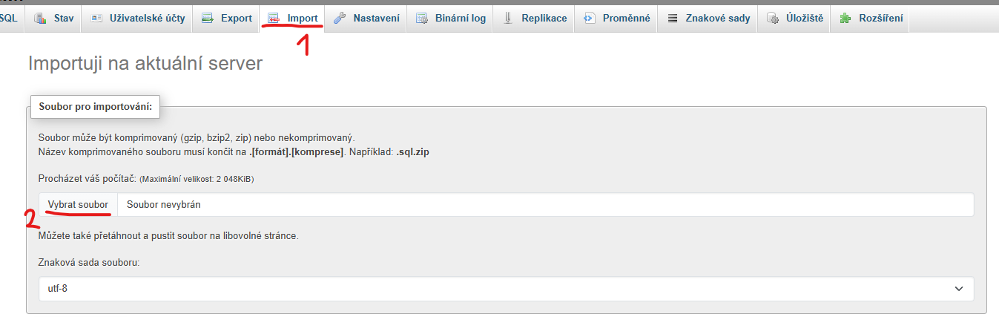 SQL Stav Uživatelské účty Export Import Nastavení Binární log Replikace Proměnné Znakové sady Úložiště Rozšíření
1
Importuji na aktuální server
Soubor pro importování:
Soubor může být komprimovaný (gzip, bzip2, zip) nebo nekomprimovaný.
Název komprimovaného souboru musí končit na .[formát].[komprese]. Například: .sql.zip
Procházet váš počítač: (Maximální velikost: 2 048KiB)
Vybrat soubor Soubor nevybrán
2
Můžete také přetáhnout a pustit soubor na libovolné stránce.
Znaková sada souboru:
utf-8